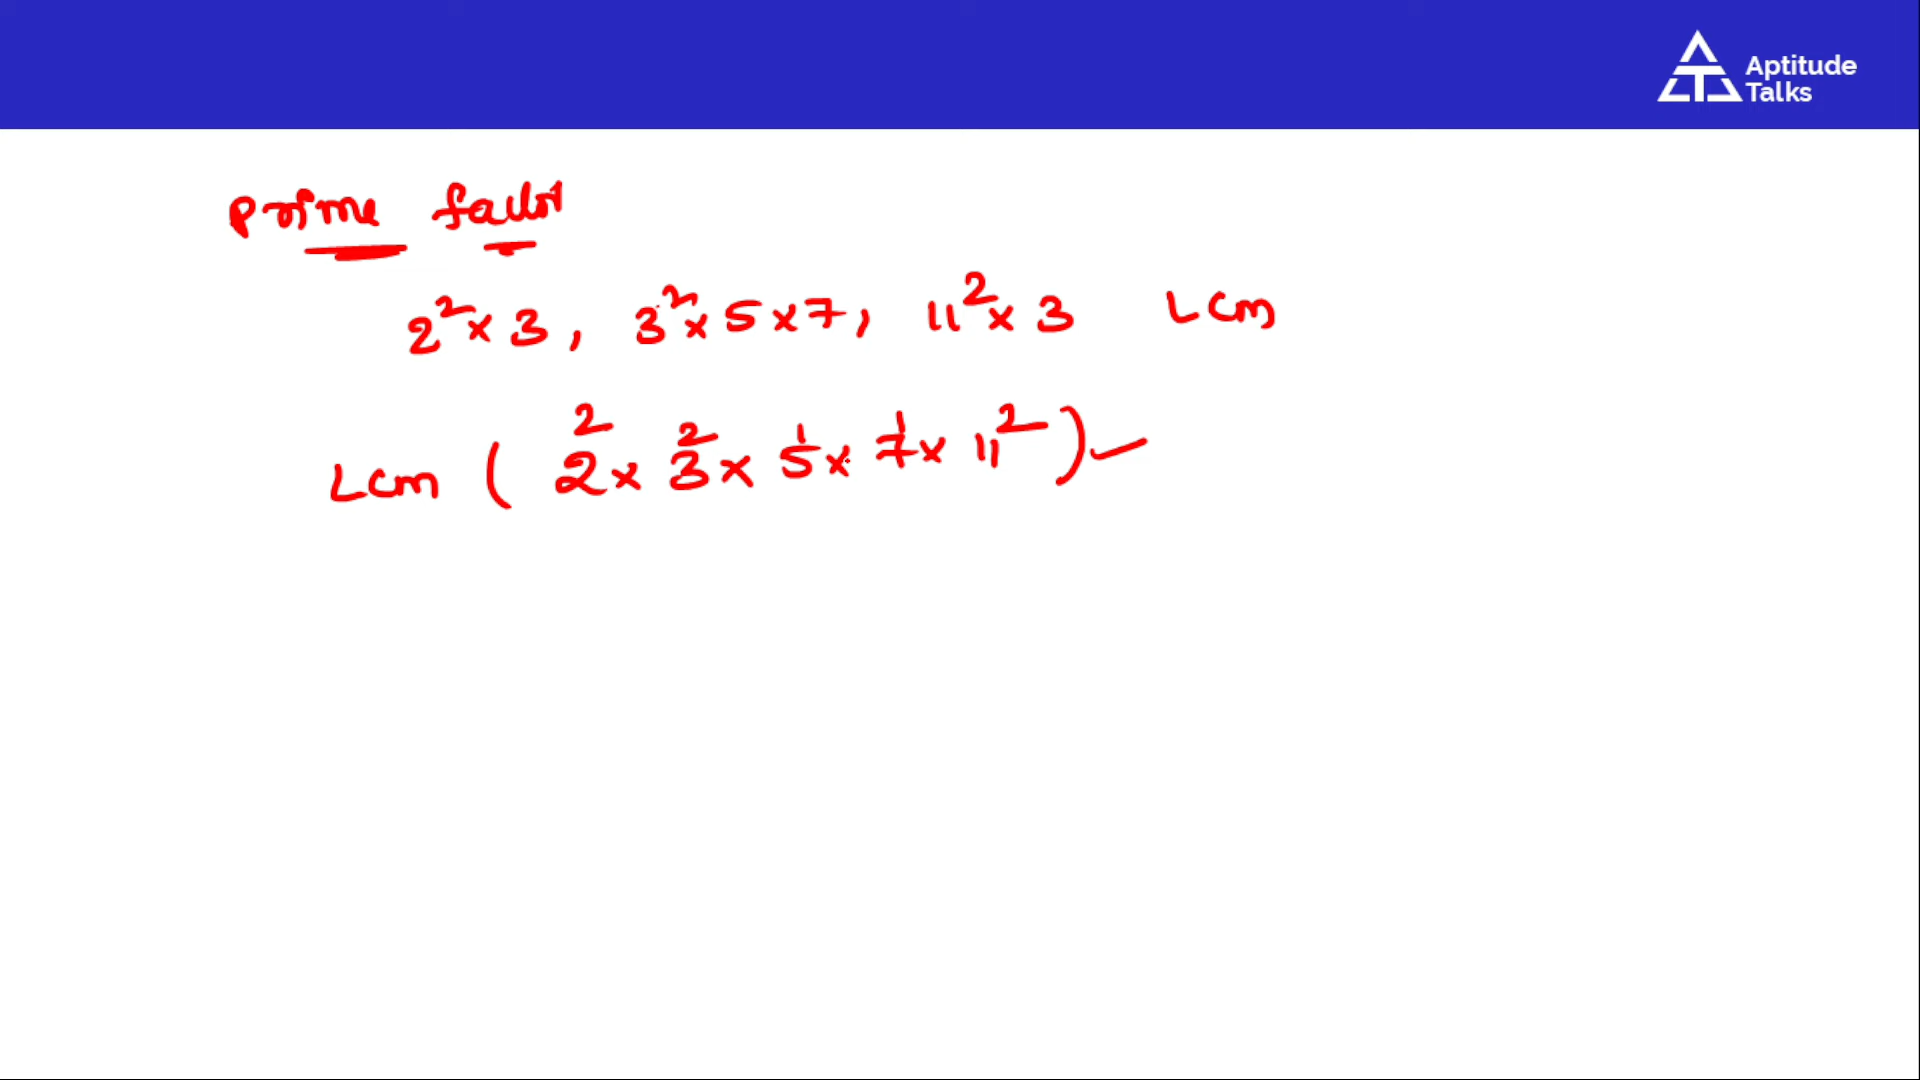 Aptitude
Talks
Prime factor
2² x 3, 3² x 5 x 7, 11² x 3 LCM
LCM ( 2² x 3² x 5¹ x 7¹ x 11² )